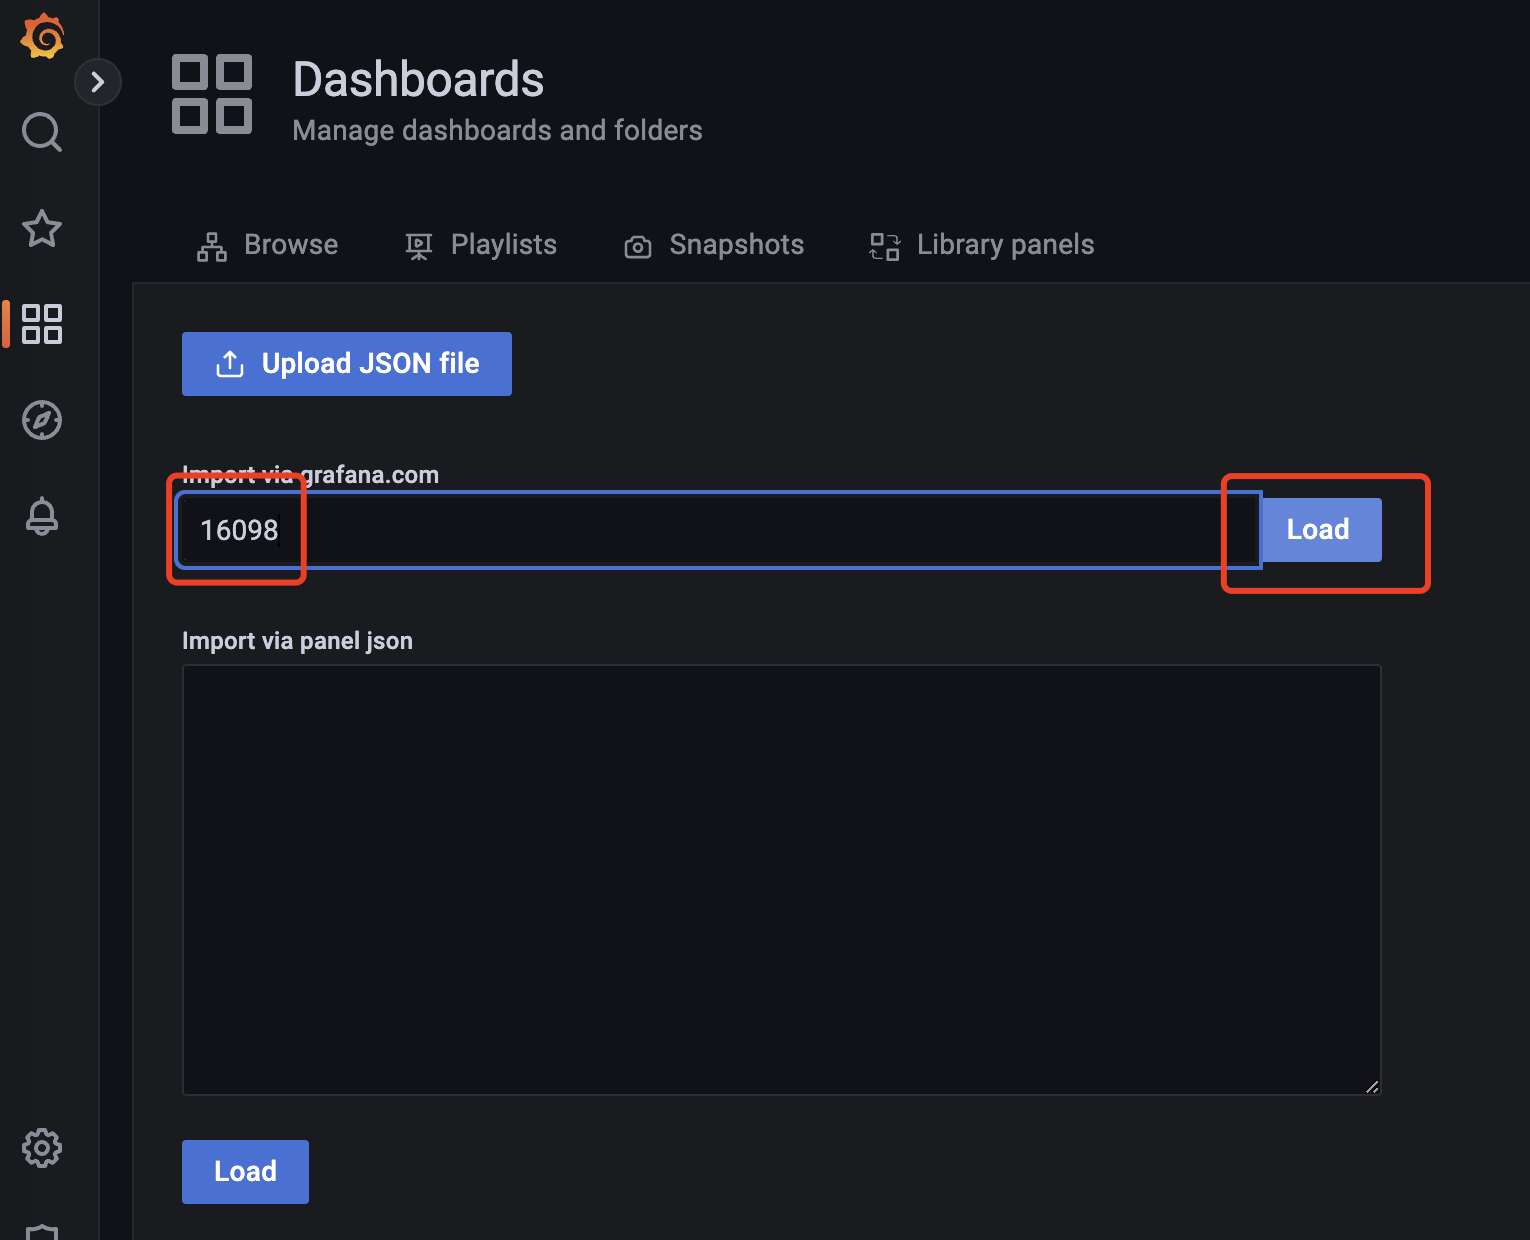 Dashboards
Manage dashboards and folders
Browse Playlists Snapshots Library panels
Upload JSON file
Import via grafana.com
16098 Load
Import via panel json
Load